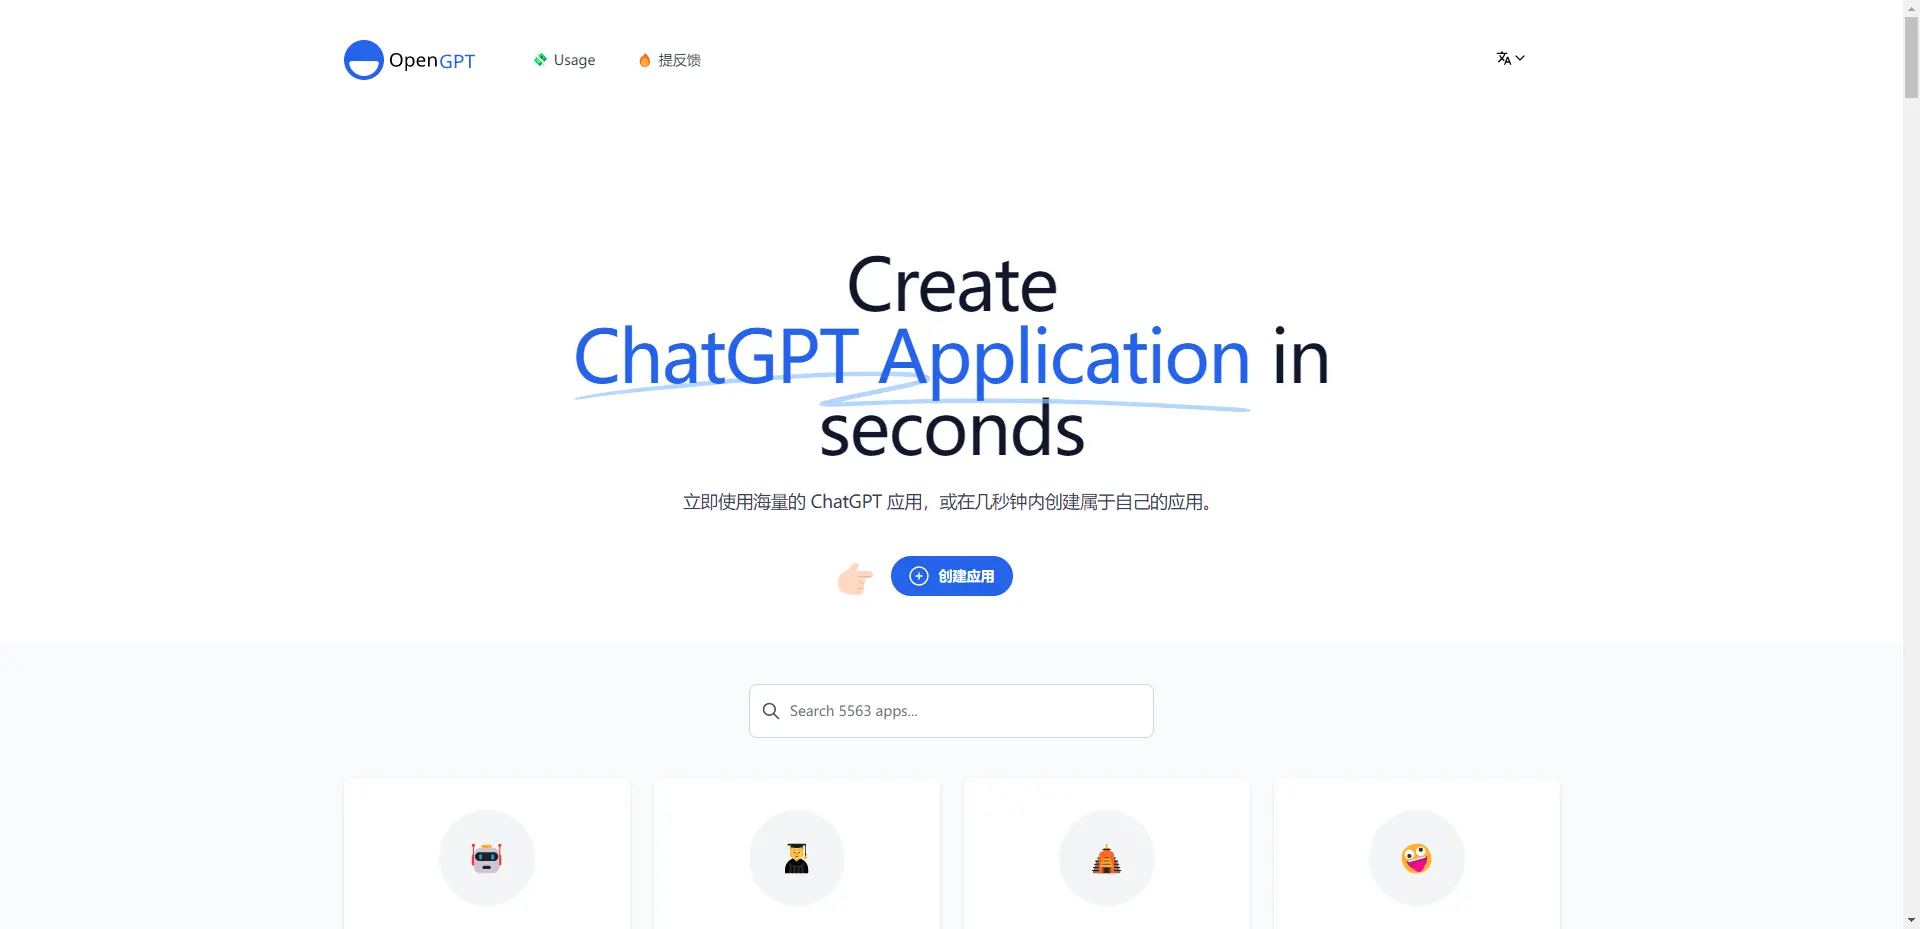 OpenGPT
Usage
提反馈
Create
ChatGPT Application in
seconds
立即使用海量的 ChatGPT 应用，或在几秒钟内创建属于自己的应用。
创建应用
Search 5563 apps...